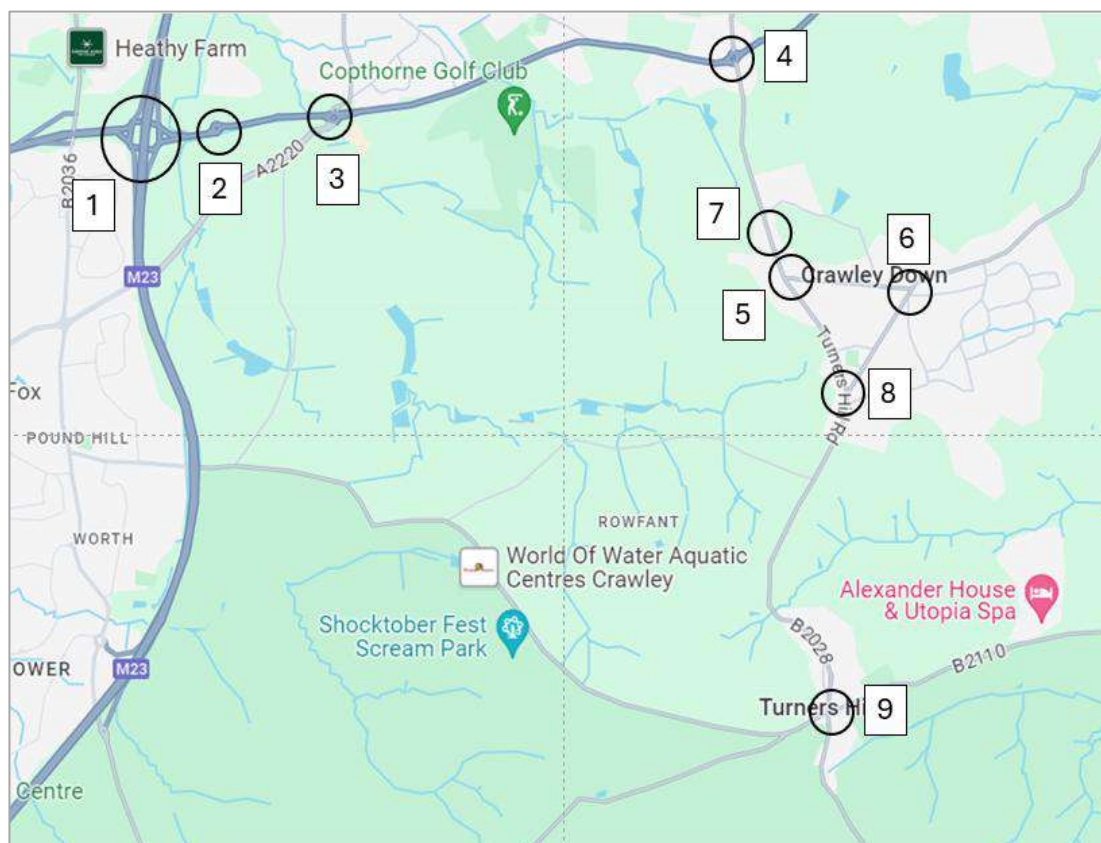 Heathy Farm
Copthorne Golf Club
4
B2036
A2220
1
2
3
M23
7
6
Crawley Down
5
Turners Hill Rd
8
FOX
POUND HILL
ROWFANT
WORTH
World Of Water Aquatic
Centres Crawley
Alexander House
& Utopia Spa
Shocktober Fest
Scream Park
B2028
B2110
OWER
M23
Turners Hi
9
Centre